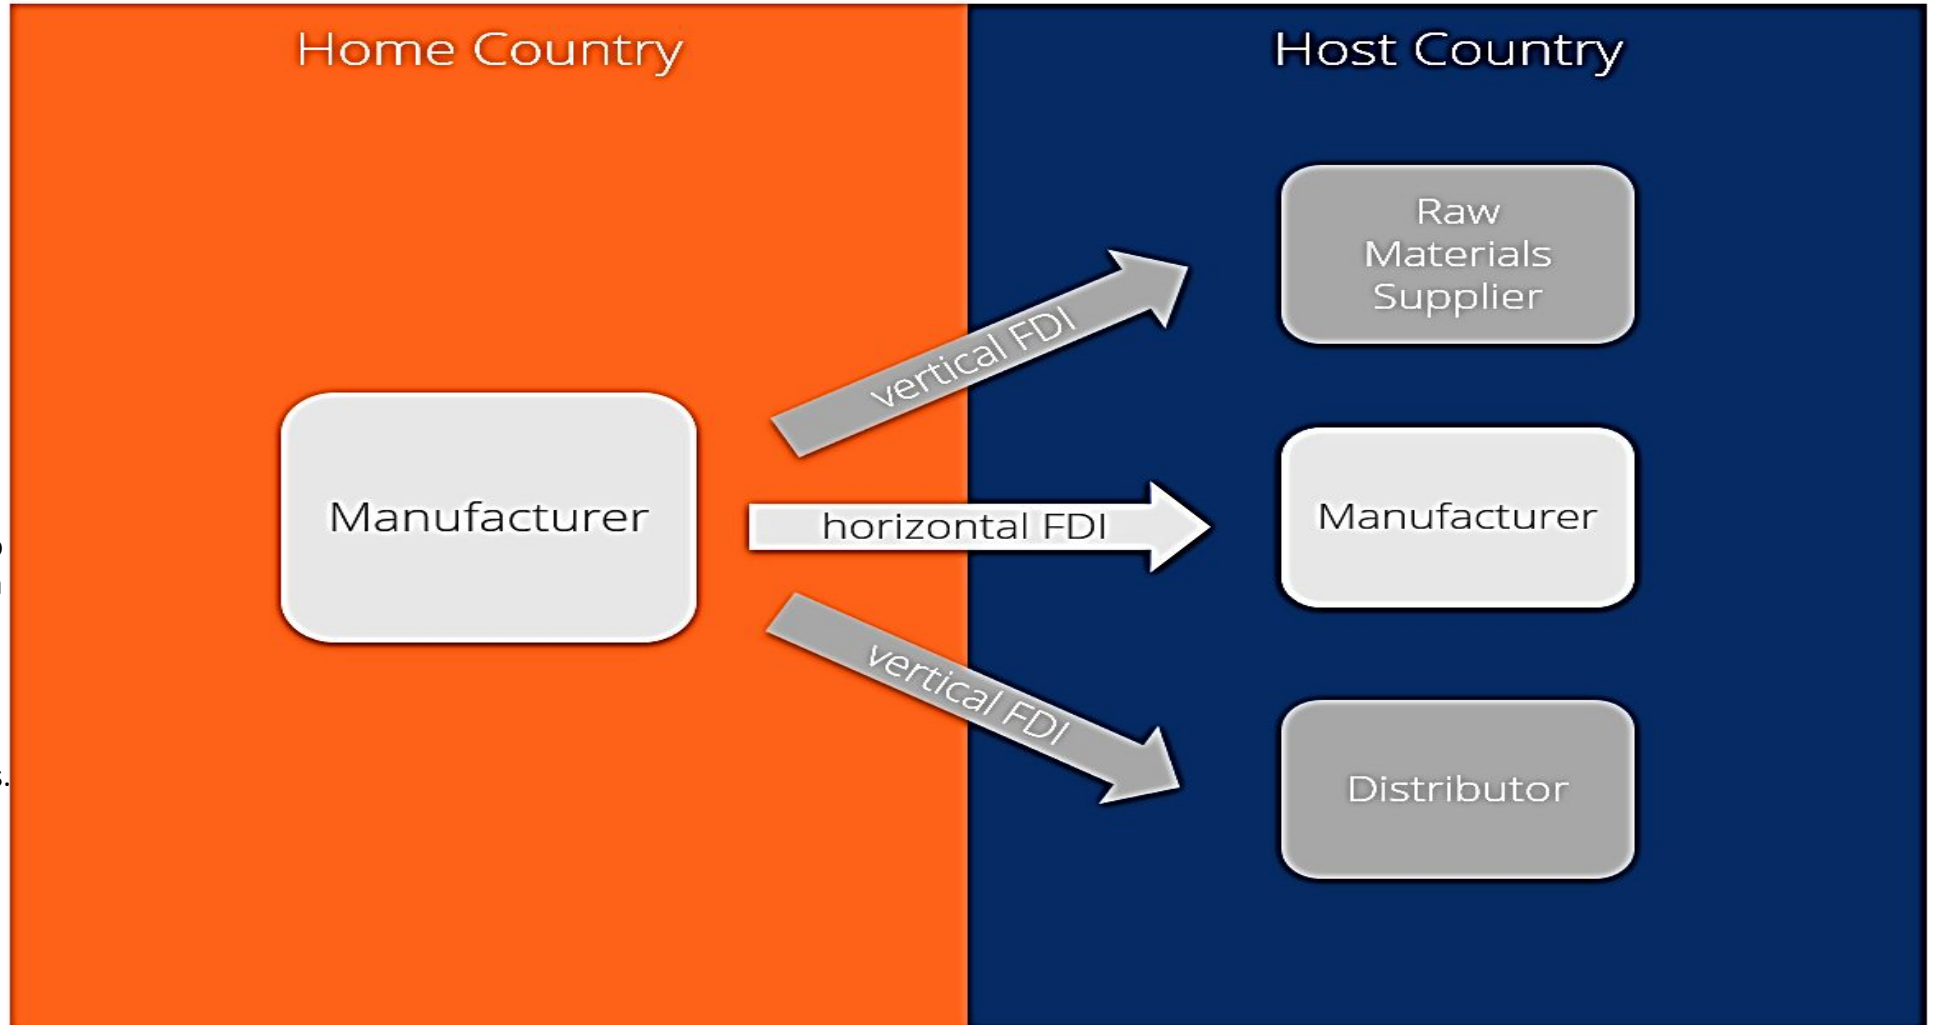 Home Country
Host Country
Raw
Materials
Supplier
vertical FDI
Manufacturer
horizontal FDI
Manufacturer
vertical FDI
Distributor